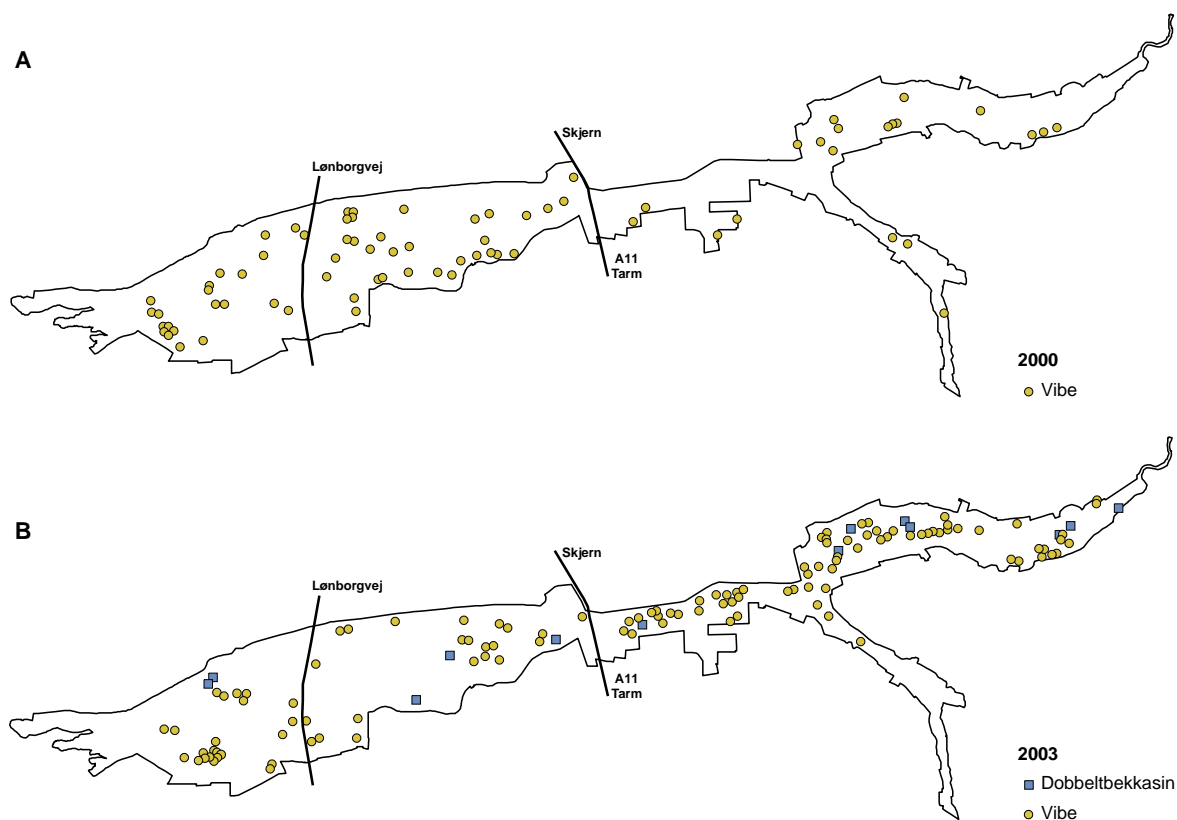 A
Skjern
Lønborgvej
A11
Tarm
2000
Vibe
B
Skjern
Lønborgvej
A11
Tarm
2003
Dobbeltbekkasin
Vibe